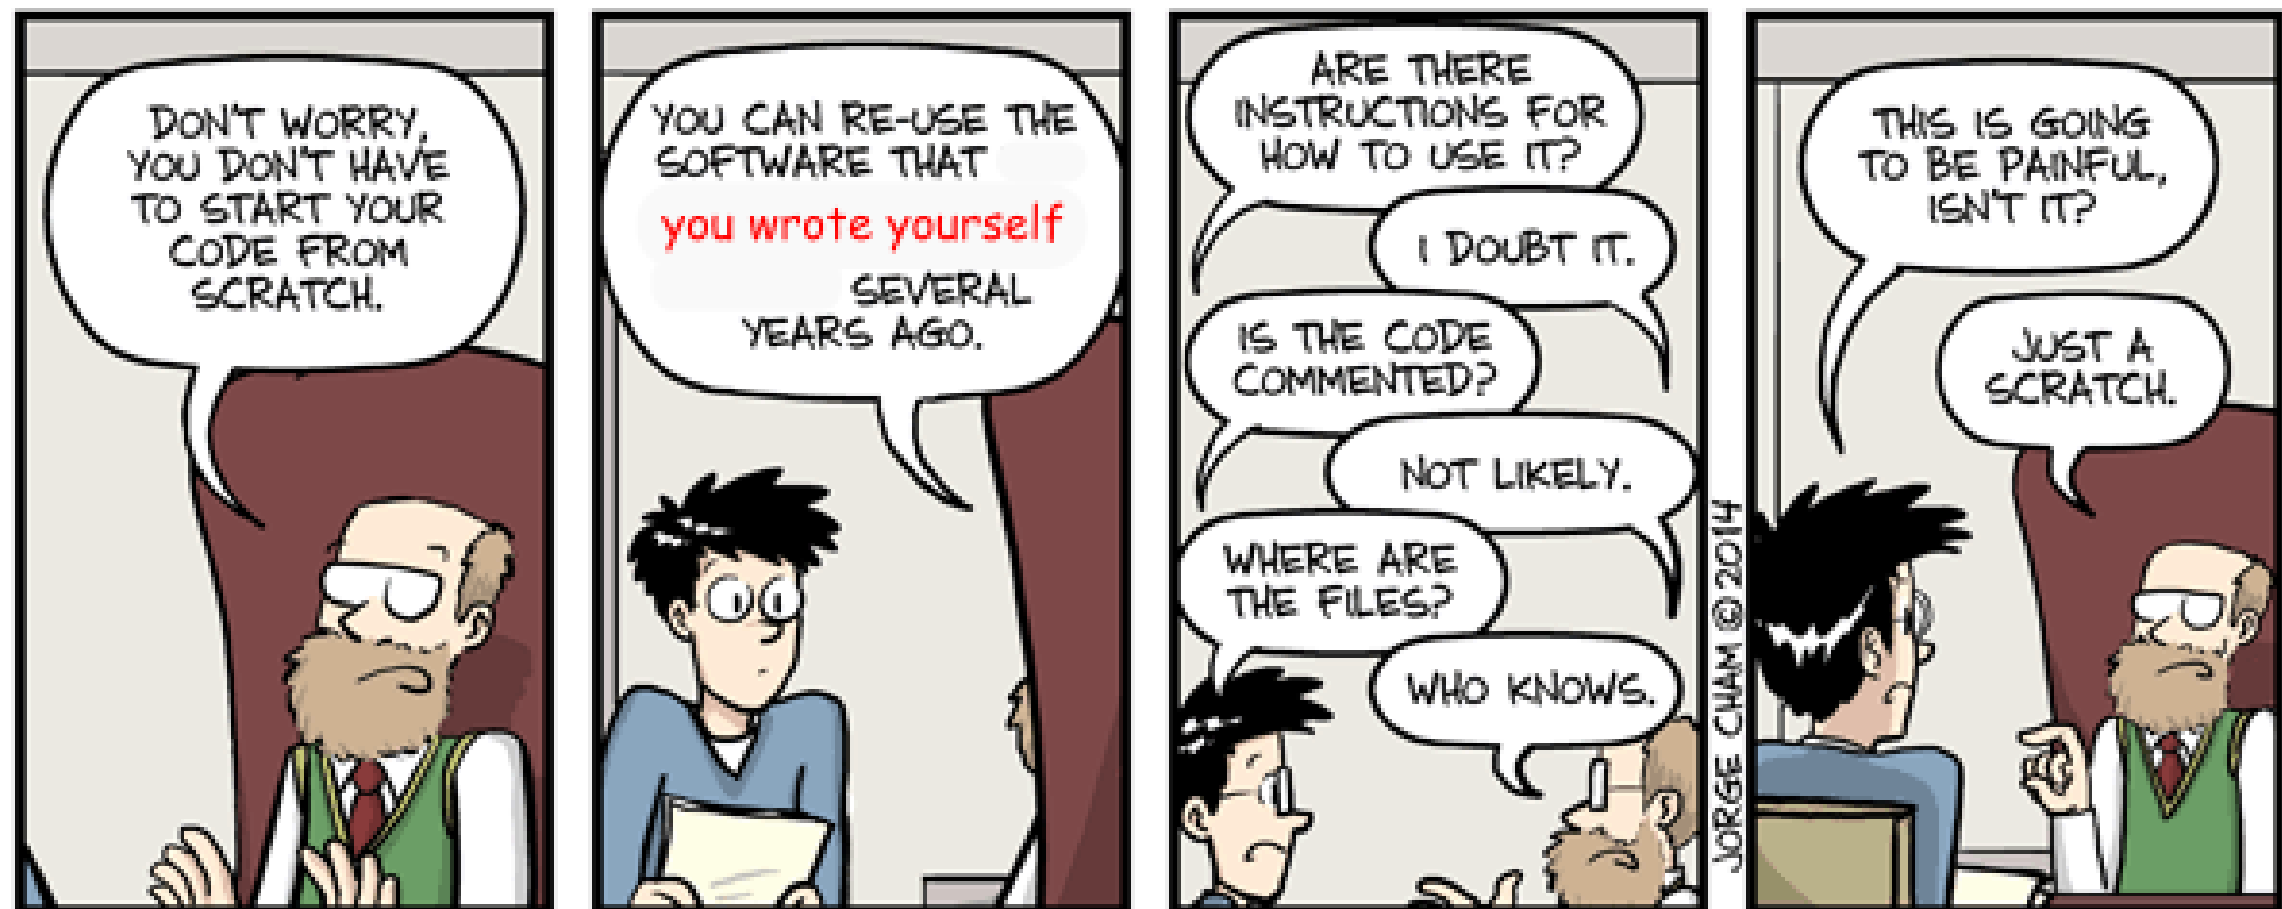 DON'T WORRY,
YOU DON'T HAVE
TO START YOUR
CODE FROM
SCRATCH.
YOU CAN RE-USE THE
SOFTWARE THAT
you wrote yourself
SEVERAL
YEARS AGO.
ARE THERE
INSTRUCTIONS FOR
HOW TO USE IT?
I DOUBT IT.
IS THE CODE
COMMENTED?
NOT LIKELY.
WHERE ARE
THE FILES?
WHO KNOWS.
JORGE CHAM © 2014
THIS IS GOING
TO BE PAINFUL,
ISN'T IT?
JUST A
SCRATCH.